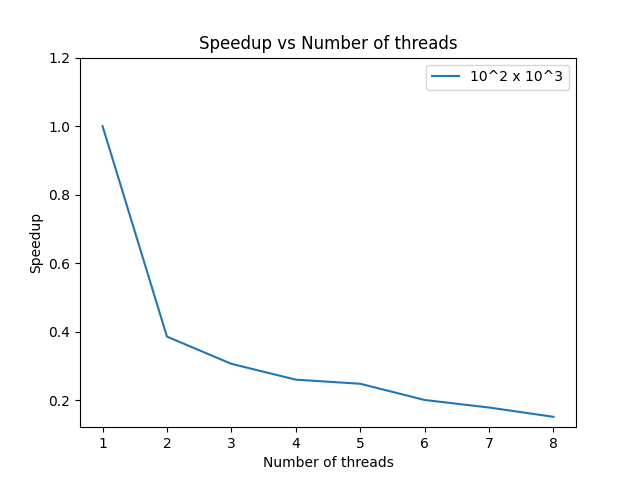 Speedup vs Number of threads
10^2 x 10^3
1.2
1.0
0.8
0.6
0.4
0.2
Speedup
1 2 3 4 5 6 7 8
Number of threads